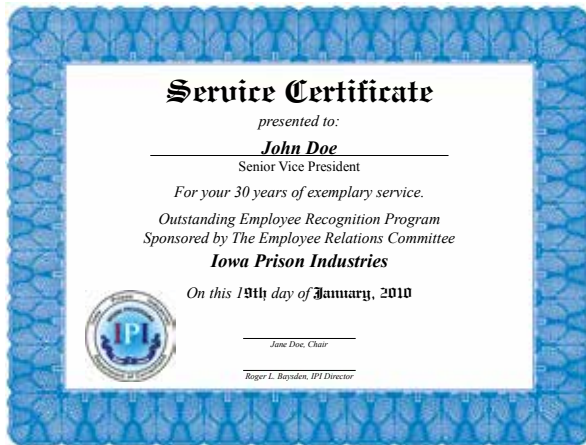 Service Certificate
presented to:
John Doe
Senior Vice President
For your 30 years of exemplary service.
Outstanding Employee Recognition Program
Sponsored by The Employee Relations Committee
Iowa Prison Industries
On this 19th day of January, 2010
IPI
Jane Doe, Chair
Roger L. Baysden, IPI Director